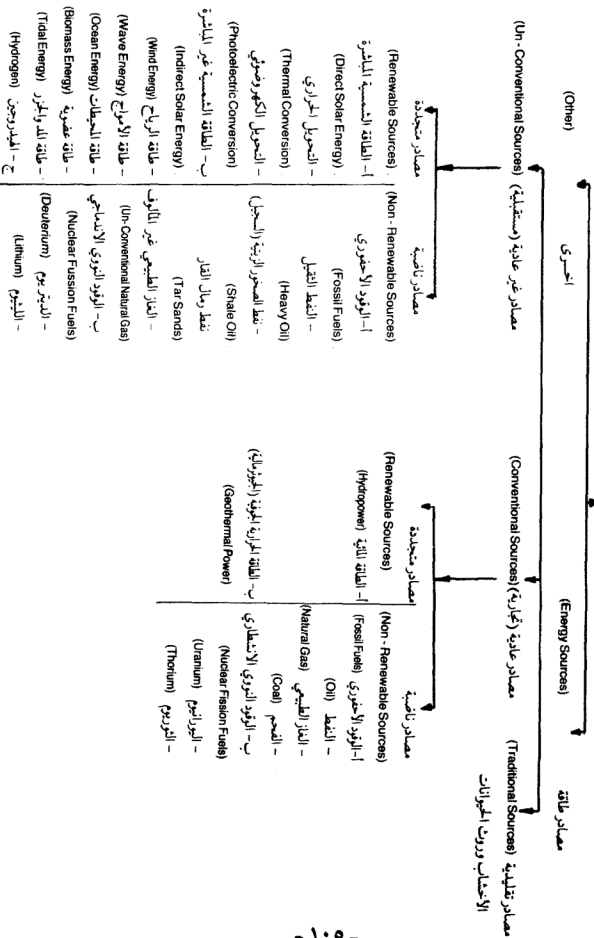 مصادر طاقة
(Energy Sources)
اخرى
(Other)
مصادر تقليدية (Traditional Sources)
الأخشاب وروث الحيوانات
مصادر عادية (تجارية) (Conventional Sources)
مصادر غير عادية (مستقبلية) (Un - Conventional Sources)
مصادر ناضبة
(Non - Renewable Sources)
أ- الوقود الأحفوري (Fossil Fuels)
- النفط (Oil)
- الغاز الطبيعي (Natural Gas)
- الفحم (Coal)
ب - الوقود النووي الانشطاري
(Nuclear Fission Fuels)
- اليورانيوم (Uranium)
- الثوريوم (Thorium)
مصادر متجددة
(Renewable Sources)
أ- الطاقة المائية (Hydropower)
ب- الطاقة الحرارية الجوفية (الجيوثرمالية)
(Geothermal Power)
مصادر ناضبة
(Non - Renewable Sources)
أ- الوقود الأحفوري
(Fossil Fuels)
- النفط الثقيل
(Heavy Oil)
- نفط الصخور الزيتية (السجيل)
(Shale Oil)
نفط رمال القار
(Tar Sands)
- الغاز الطبيعي غير المألوف
(Un-Conventional Natural Gas)
ب - الوقود النووي الاندماجي
(Nuclear Fussion Fuels)
- الديتريوم (Deuterium)
- الليثيوم (Lithium)
مصادر متجددة
(Renewable Sources)
أ- الطاقة الشمسية المباشرة
(Direct Solar Energy)
- التحويل الحراري
(Thermal Conversion)
- التحويل الكهروضوئي
(Photoelectric Conversion)
ب- الطاقة الشمسية غير المباشرة
(Indirect Solar Energy)
- طاقة الرياح (Wind Energy)
- طاقة الأمواج (Wave Energy)
- طاقة المحيطات (Ocean Energy)
- طاقة عضوية (Biomass Energy)
- طاقة المد والجزر (Tidal Energy)
ج - الهيدروجين (Hydrogen)